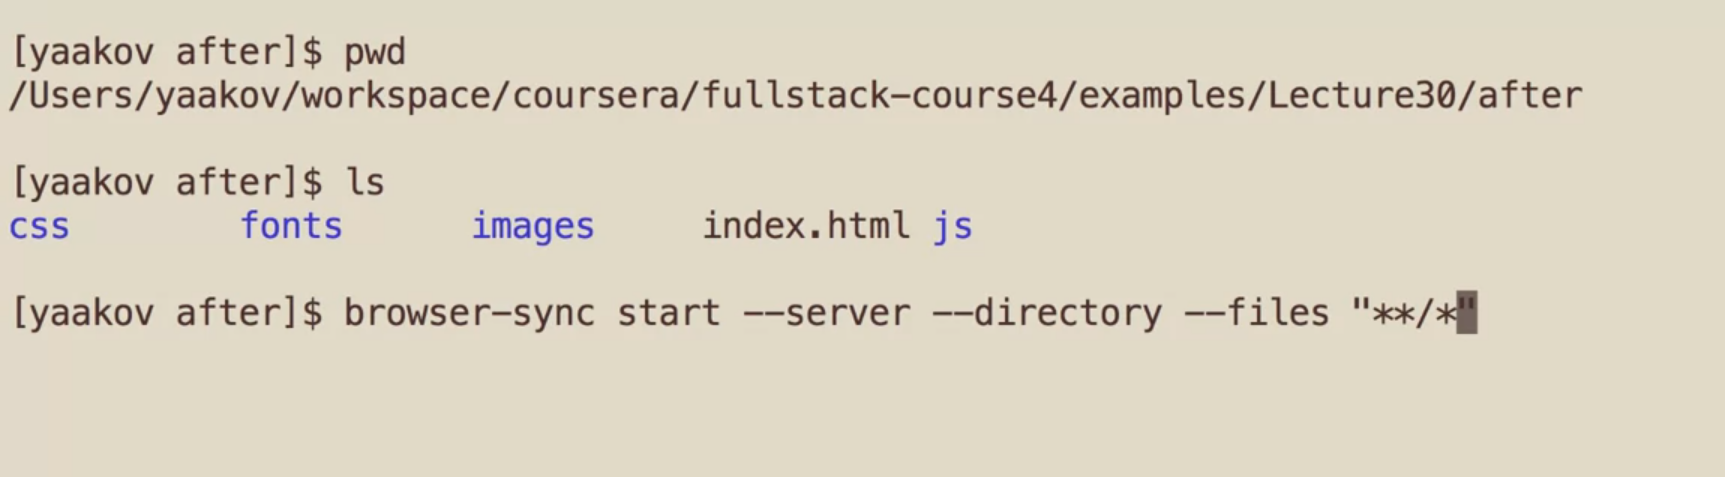 [yaakov after]$ pwd
/Users/yaakov/workspace/coursera/fullstack-course4/examples/Lecture30/after
[yaakov after]$ ls
css fonts images index.html js
[yaakov after]$ browser-sync start --server --directory --files "**/*"